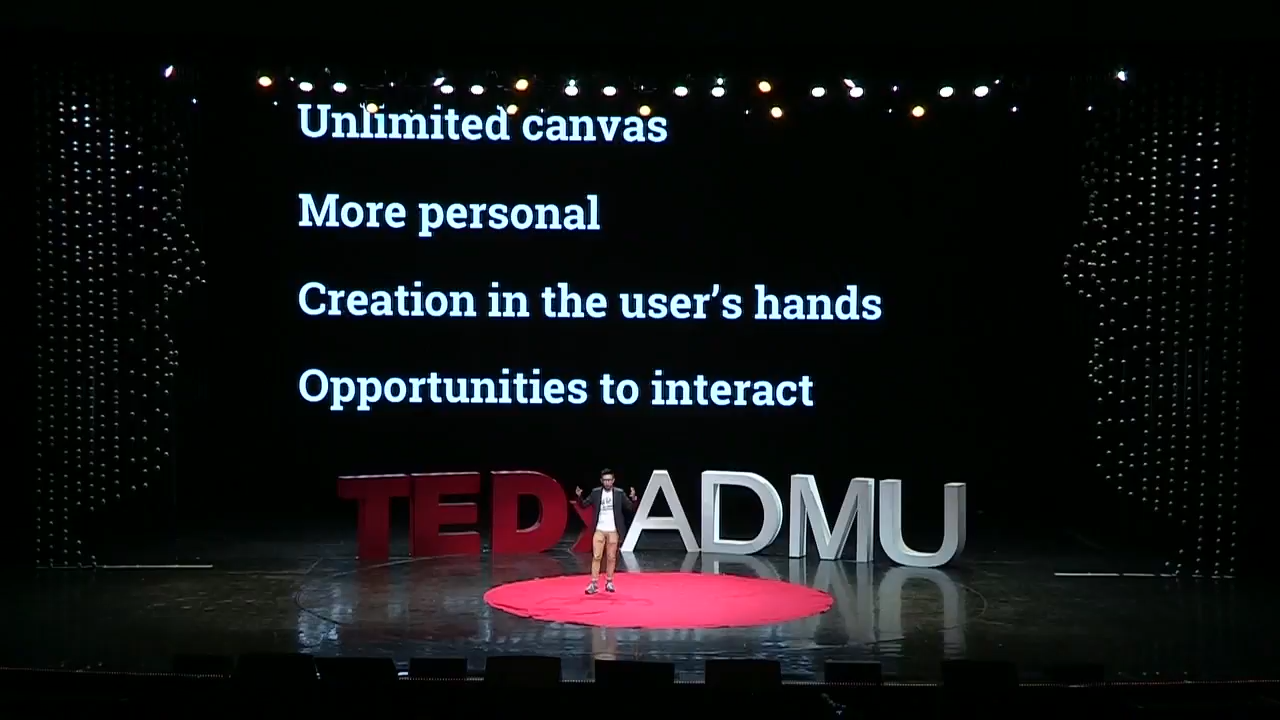 Unlimited canvas
More personal
Creation in the user’s hands
Opportunities to interact
TEDxADMU